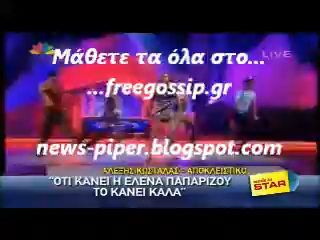 LIVE
Μάθετε τα όλα στο...
...freegossip.gr
news-piper.blogspot.com
ΑΛΕΞΗΣ ΚΩΣΤΑΛΑΣ - ΑΠΟΚΛΕΙΣΤΙΚΟ
"ΟΤΙ ΚΑΝΕΙ Η ΕΛΕΝΑ ΠΑΠΑΡΙΖΟΥ
ΤΟ ΚΑΝΕΙ ΚΑΛΑ"
STAR